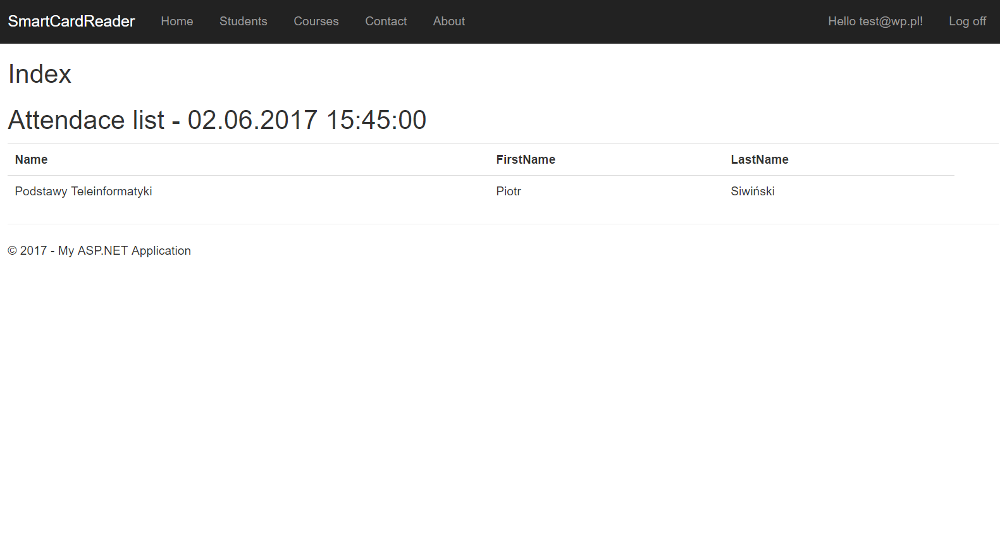 SmartCardReader Home Students Courses Contact About Hello test@wp.pl! Log off
Index
Attendace list - 02.06.2017 15:45:00
Name FirstName LastName
Podstawy Teleinformatyki Piotr Siwiński
© 2017 - My ASP.NET Application